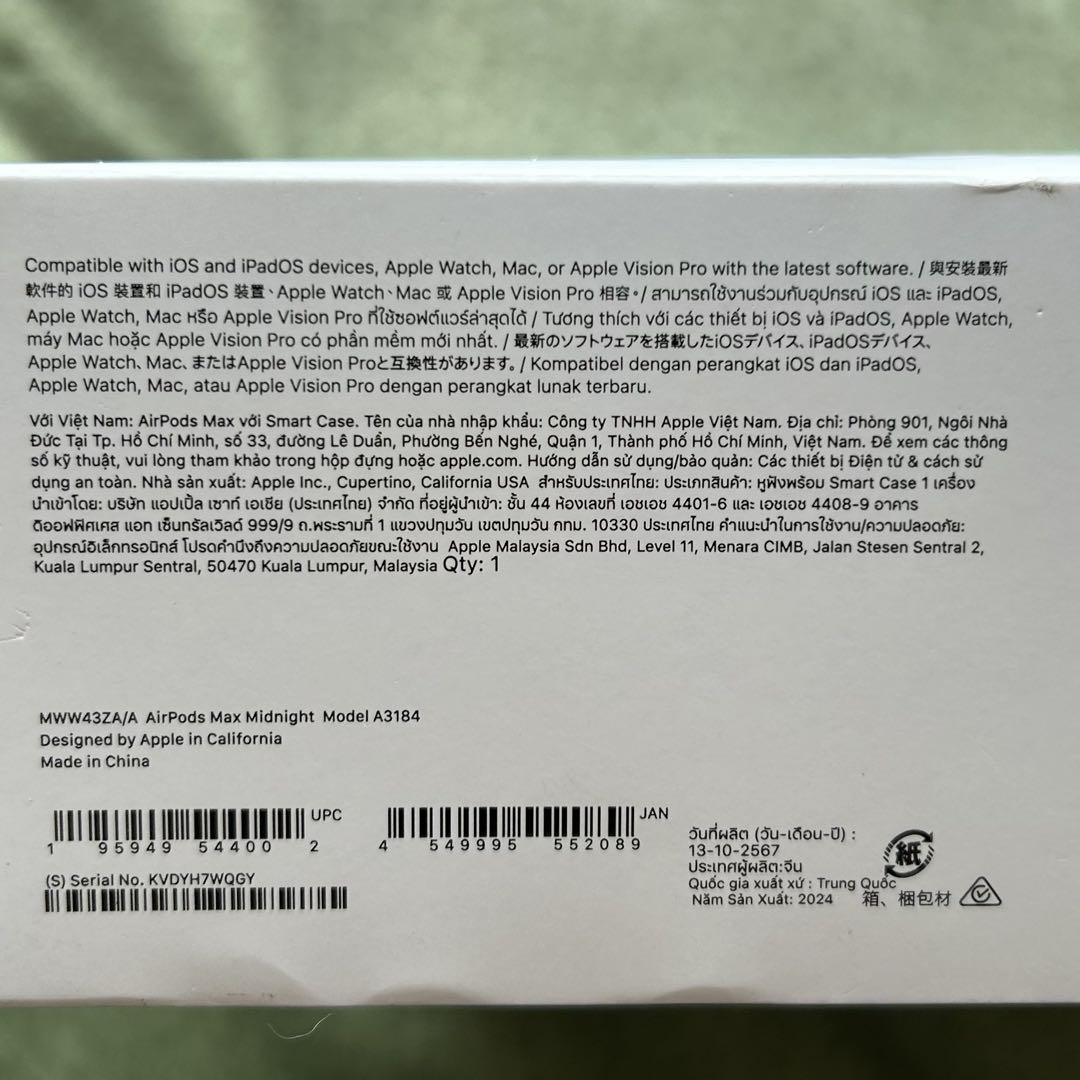 Compatible with iOS and iPadOS devices, Apple Watch, Mac, or Apple Vision Pro with the latest software. / 與安裝最新
軟件的 iOS 裝置和 iPadOS 裝置、Apple Watch、Mac 或 Apple Vision Pro 相容。/ สามารถใช้งานร่วมกับอุปกรณ์ iOS และ iPadOS,
Apple Watch, Mac หรือ Apple Vision Pro ที่ใช้ซอฟต์แวร์ล่าสุดได้ / Tương thích với các thiết bị iOS và iPadOS, Apple Watch,
máy Mac hoặc Apple Vision Pro có phần mềm mới nhất. / 最新のソフトウェアを搭載したiOSデバイス、iPadOSデバイス、
Apple Watch、Mac、またはApple Vision Proと互換性があります。/ Kompatibel dengan perangkat iOS dan iPadOS,
Apple Watch, Mac, atau Apple Vision Pro dengan perangkat lunak terbaru.
Với Việt Nam: AirPods Max với Smart Case. Tên của nhà nhập khẩu: Công ty TNHH Apple Việt Nam. Địa chỉ: Phòng 901, Ngôi Nhà
Đức Tại Tp. Hồ Chí Minh, số 33, đường Lê Duẩn, Phường Bến Nghé, Quận 1, Thành phố Hồ Chí Minh, Việt Nam. Để xem các thông
số kỹ thuật, vui lòng tham khảo trong hộp đựng hoặc apple.com. Hướng dẫn sử dụng/bảo quản: Các thiết bị Điện tử & cách sử
dụng an toàn. Nhà sản xuất: Apple Inc., Cupertino, California USA สำหรับประเทศไทย: ประเภทสินค้า: หูฟังพร้อม Smart Case 1 เครื่อง
นำเข้าโดย: บริษัท แอปเปิ้ล เซาท์ เอเชีย (ประเทศไทย) จำกัด ที่อยู่ผู้นำเข้า: ชั้น 44 ห้องเลขที่ เอชเอช 4401-6 และ เอชเอช 4408-9 อาคาร
ดิออฟฟิศเศส แอท เซ็นทรัลเวิลด์ 999/9 ถ.พระรามที่ 1 แขวงปทุมวัน เขตปทุมวัน กทม. 10330 ประเทศไทย คำแนะนำในการใช้งาน/ความปลอดภัย:
อุปกรณ์อิเล็กทรอนิกส์ โปรดคำนึงถึงความปลอดภัยขณะใช้งาน Apple Malaysia Sdn Bhd, Level 11, Menara CIMB, Jalan Stesen Sentral 2,
Kuala Lumpur Sentral, 50470 Kuala Lumpur, Malaysia Qty: 1
MWW43ZA/A AirPods Max Midnight Model A3184
Designed by Apple in California
Made in China
UPC
1 95949 54400 2
JAN
4 549995 552089
(S) Serial No. KVDYH7WQGY
วันที่ผลิต (วัน-เดือน-ปี) :
13-10-2567
ประเทศผู้ผลิต:จีน
Quốc gia xuất xứ : Trung Quốc
Năm Sản Xuất: 2024
紙
箱、梱包材